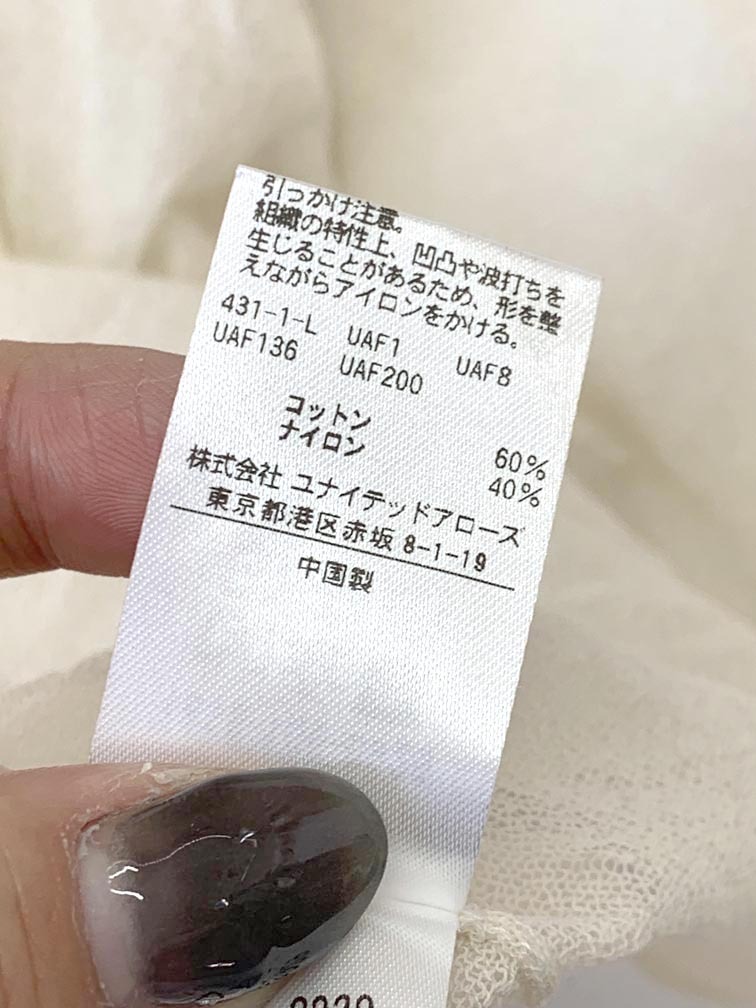 引っかけ注意。
組織の特性上、凹凸や波打ちを
生じることがあるため、形を整
えながらアイロンをかける。
431-1-L UAF1 UAF8
UAF136 UAF200
コットン 60%
ナイロン 40%
株式会社 ユナイテッドアローズ
東京都港区赤坂 8-1-19
中国製